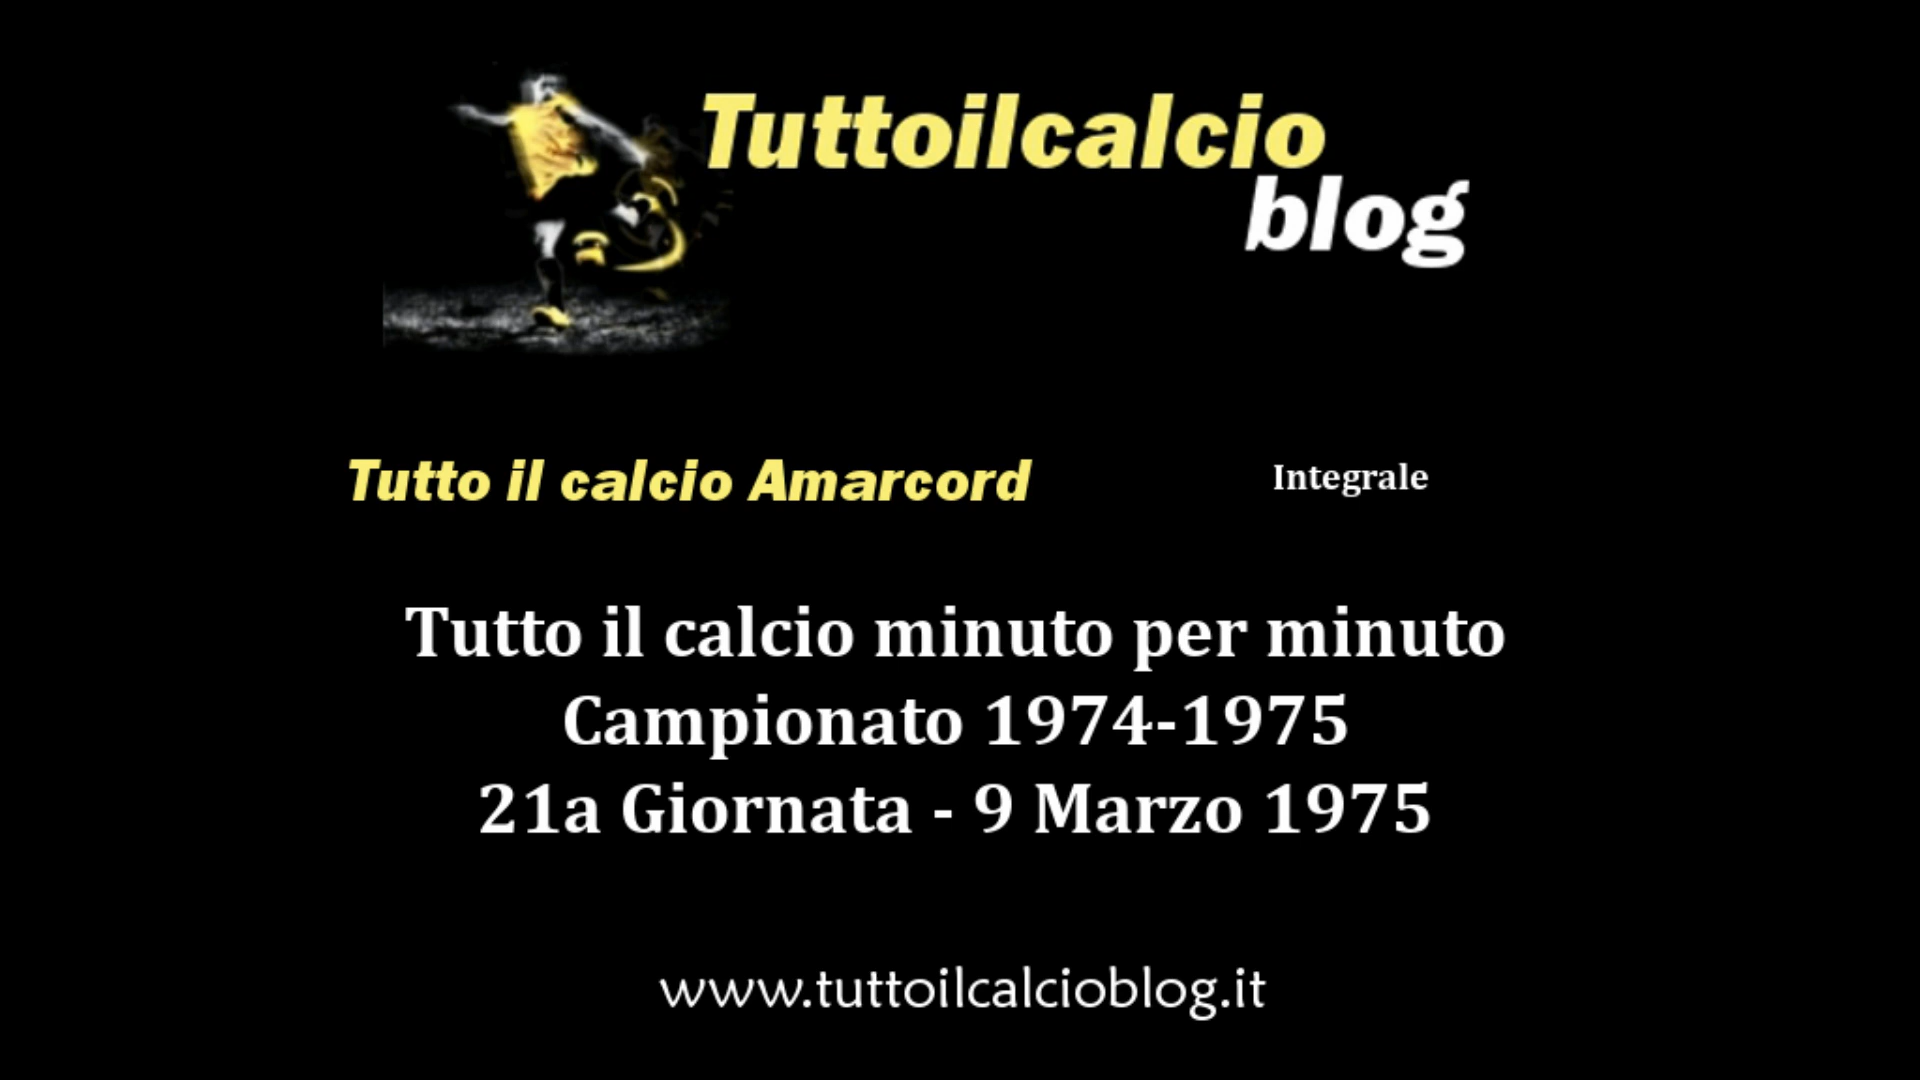 Tuttoilcalcio
blog
Tutto il calcio Amarcord
Integrale
Tutto il calcio minuto per minuto
Campionato 1974-1975
21a Giornata - 9 Marzo 1975
www.tuttoilcalcioblog.it